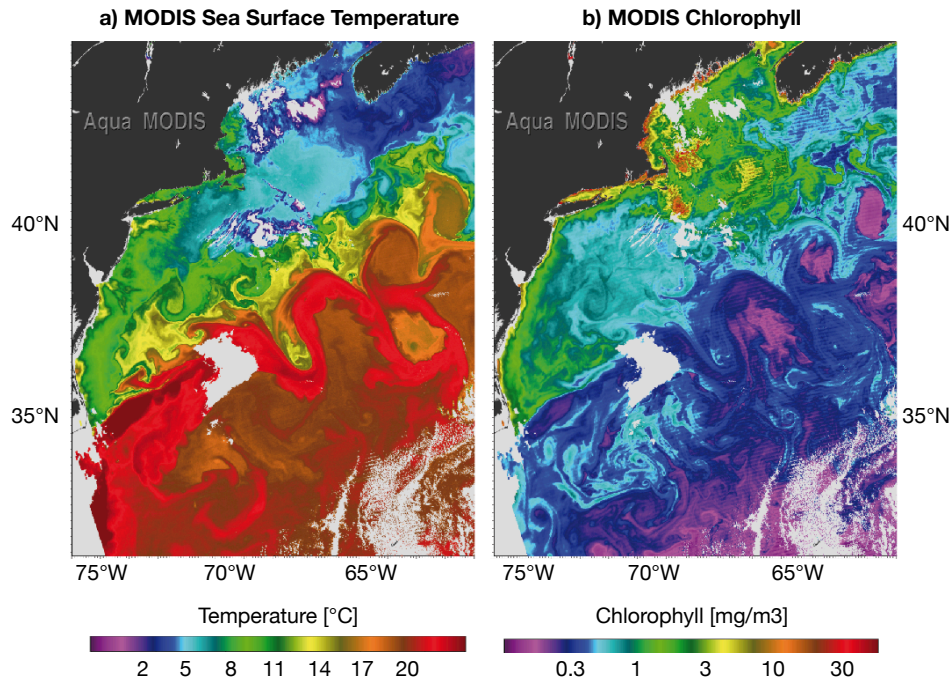 a) MODIS Sea Surface Temperature
b) MODIS Chlorophyll
Aqua MODIS
Aqua MODIS
40°N
40°N
35°N
35°N
75°W 70°W 65°W
75°W 70°W 65°W
Temperature [°C]
2 5 8 11 14 17 20
Chlorophyll [mg/m3]
0.3 1 3 10 30